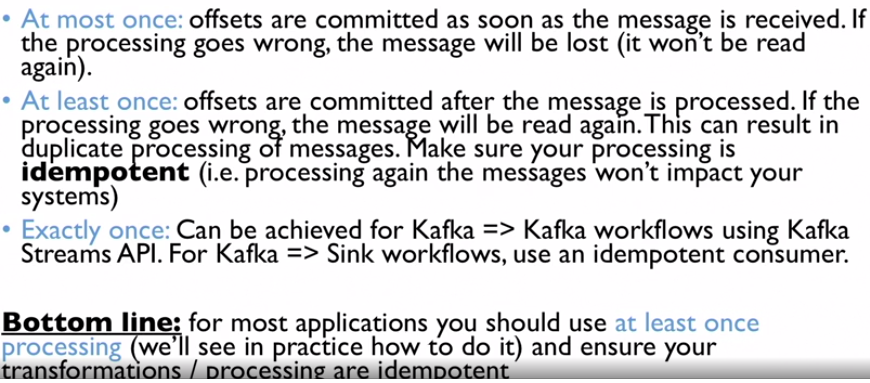 • At most once: offsets are committed as soon as the message is received. If
the processing goes wrong, the message will be lost (it won't be read
again).
• At least once: offsets are committed after the message is processed. If the
processing goes wrong, the message will be read again. This can result in
duplicate processing of messages. Make sure your processing is
idempotent (i.e. processing again the messages won't impact your
systems)
• Exactly once: Can be achieved for Kafka => Kafka workflows using Kafka
Streams API. For Kafka => Sink workflows, use an idempotent consumer.
Bottom line: for most applications you should use at least once
processing (we'll see in practice how to do it) and ensure your
transformations / processing are idempotent